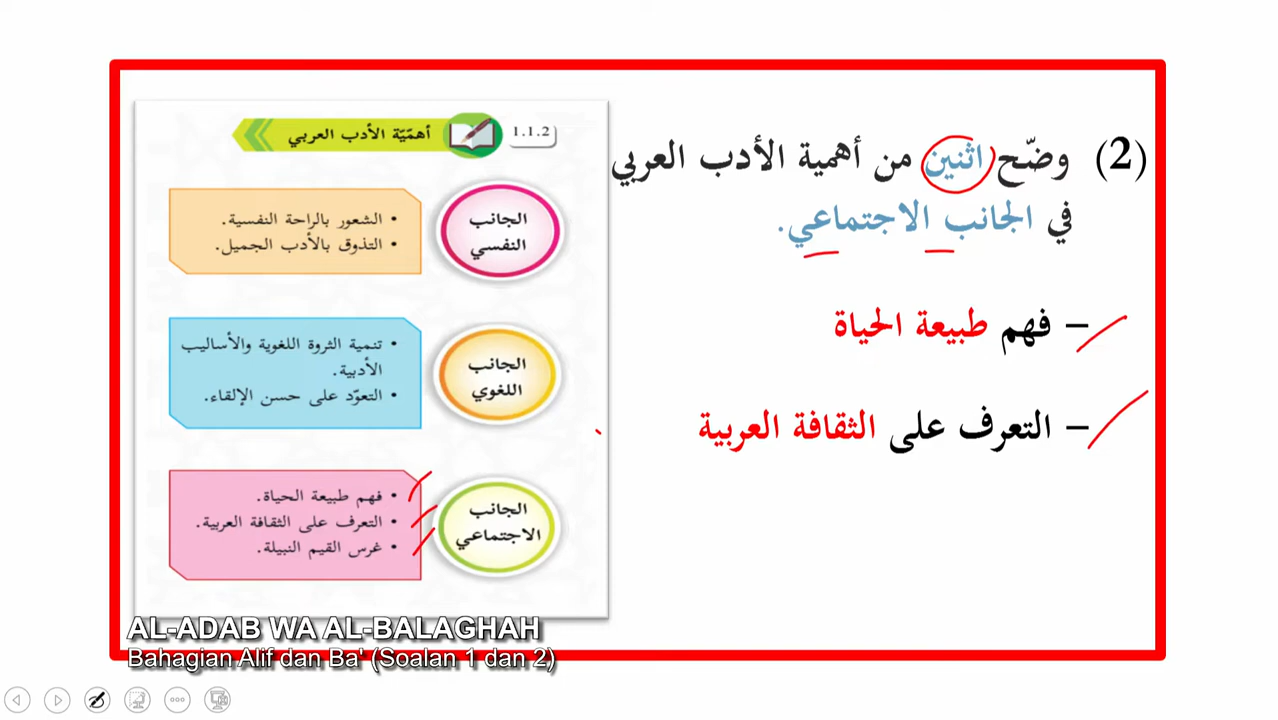 (2) وضّح اثنين من أهمية الأدب العربي
في الجانب الاجتماعي.
– فهم طبيعة الحياة
– التعرف على الثقافة العربية
1.1.2 أهمّيّة الأدب العربي
الجانب
النفسي
• الشعور بالراحة النفسية.
• التذوق بالأدب الجميل.
الجانب
اللغوي
• تنمية الثروة اللغوية والأساليب
الأدبية.
• التعوّد على حسن الإلقاء.
الجانب
الاجتماعي
• فهم طبيعة الحياة.
• التعرف على الثقافة العربية.
• غرس القيم النبيلة.
AL-ADAB WA AL-BALAGHAH
Bahagian Alif dan Ba' (Soalan 1 dan 2)